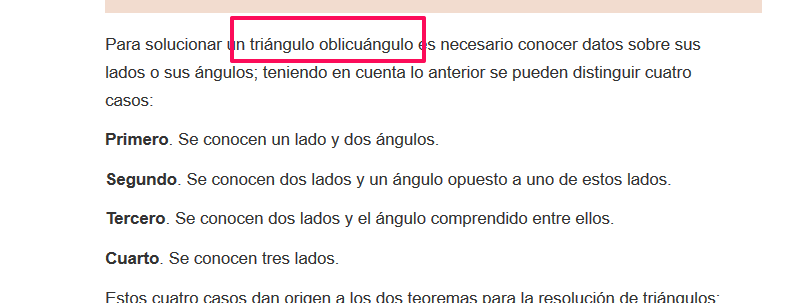 Para solucionar un triángulo oblicuángulo es necesario conocer datos sobre sus
lados o sus ángulos; teniendo en cuenta lo anterior se pueden distinguir cuatro
casos:
Primero. Se conocen un lado y dos ángulos.
Segundo. Se conocen dos lados y un ángulo opuesto a uno de estos lados.
Tercero. Se conocen dos lados y el ángulo comprendido entre ellos.
Cuarto. Se conocen tres lados.
Estos cuatro casos dan origen a los dos teoremas para la resolución de triángulos: